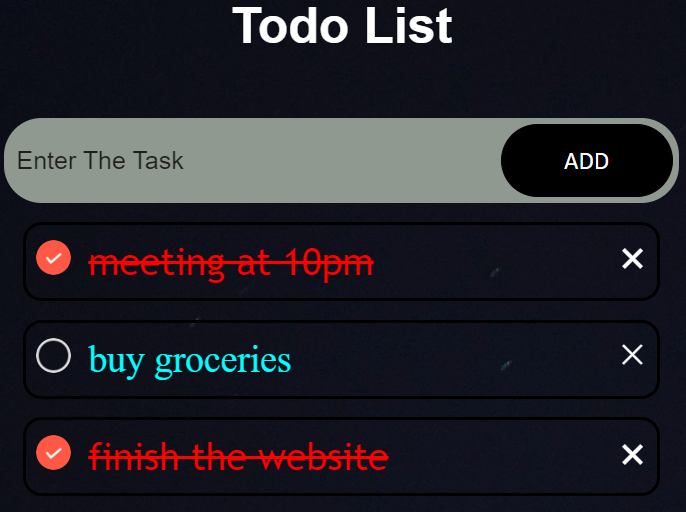 Todo List
Enter The Task ADD
meeting at 10pm
buy groceries
finish the website